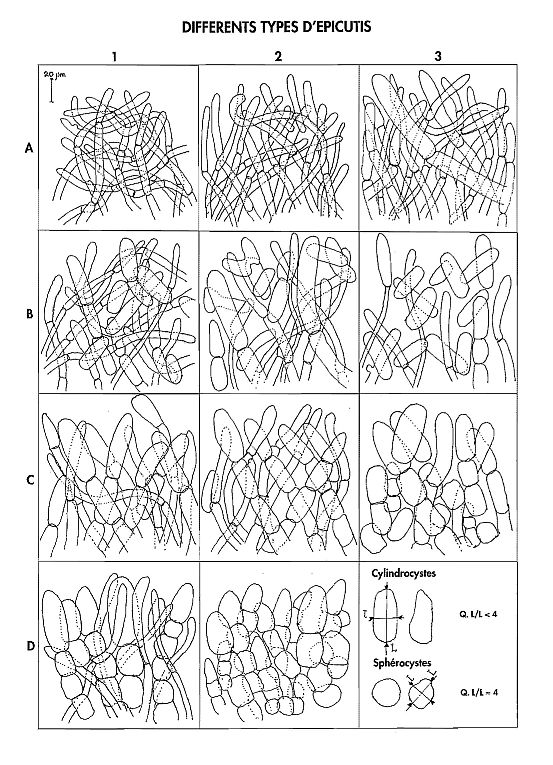 DIFFERENTS TYPES D'EPICUTIS
1 2 3
20 µm
A
B
C
D
Cylindrocystes
L
L
Q. L/L < 4
Sphérocystes
L
L
Q. L/L = 4